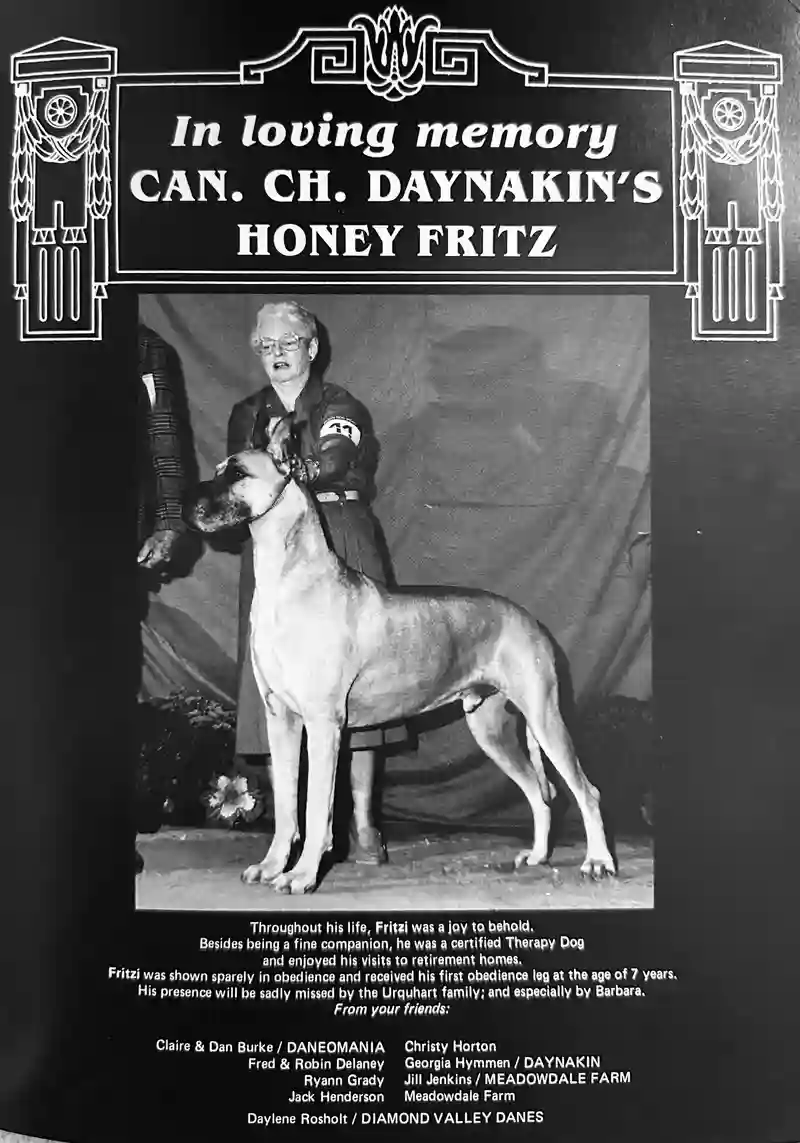 In loving memory
CAN. CH. DAYNAKIN'S
HONEY FRITZ
11
Throughout his life, Fritzi was a joy to behold.
Besides being a fine companion, he was a certified Therapy Dog
and enjoyed his visits to retirement homes.
Fritzi was shown sparely in obedience and received his first obedience leg at the age of 7 years.
His presence will be sadly missed by the Urquhart family; and especially by Barbara.
From your friends:
Claire & Dan Burke / DANEOMANIA
Fred & Robin Delaney
Ryann Grady
Jack Henderson
Christy Horton
Georgia Hymmen / DAYNAKIN
Jill Jenkins / MEADOWDALE FARM
Meadowdale Farm
Daylene Rosholt / DIAMOND VALLEY DANES